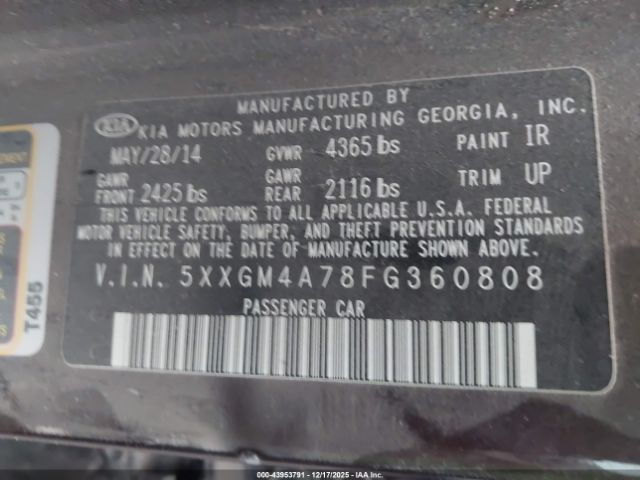 MANUFACTURED BY
KIA KIA MOTORS MANUFACTURING GEORGIA, INC.
MAY/28/14 GVWR 4365 lbs PAINT IR
GAWR FRONT 2425 lbs GAWR REAR 2116 lbs TRIM UP
THIS VEHICLE CONFORMS TO ALL APPLICABLE U.S.A. FEDERAL
MOTOR VEHICLE SAFETY, BUMPER, AND THEFT PREVENTION STANDARDS
IN EFFECT ON THE DATE OF MANUFACTURE SHOWN ABOVE.
V.I.N. 5XXGM4A78FG360808
PASSENGER CAR
T455
000-43953791 - 12/17/2025 - IAAI.COM